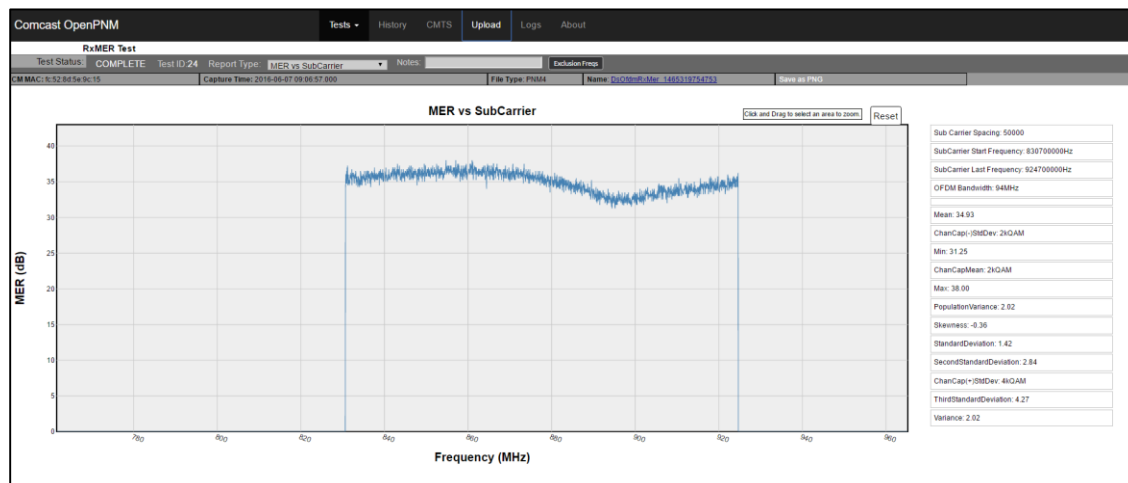 Comcast OpenPNM Tests History CMTS Upload Logs About
RxMER Test
Test Status: COMPLETE Test ID:24 Report Type: MER vs SubCarrier Notes: Exclusion Freqs
CM MAC: fc:52:8d:5e:9c:15 Capture Time: 2016-06-07 09:06:57.000 File Type: PNM4 Name: DsOfdmRxMer_1465319754753 Save as PNG
MER vs SubCarrier
Click and Drag to select an area to zoom. Reset
40
35
30
25
20
15
10
5
0
MER (dB)
780 800 820 840 860 880 900 920 940 960
Frequency (MHz)
Sub Carrier Spacing: 50000
SubCarrier Start Frequency: 830700000Hz
SubCarrier Last Frequency: 924700000Hz
OFDM Bandwidth: 94MHz
Mean: 34.93
ChanCap(-)StdDev: 2kQAM
Min: 31.25
ChanCapMean: 2kQAM
Max: 38.00
PopulationVariance: 2.02
Skewness: -0.36
StandardDeviation: 1.42
SecondStandardDeviation: 2.84
ChanCap(+)StdDev: 4kQAM
ThirdStandardDeviation: 4.27
Variance: 2.02